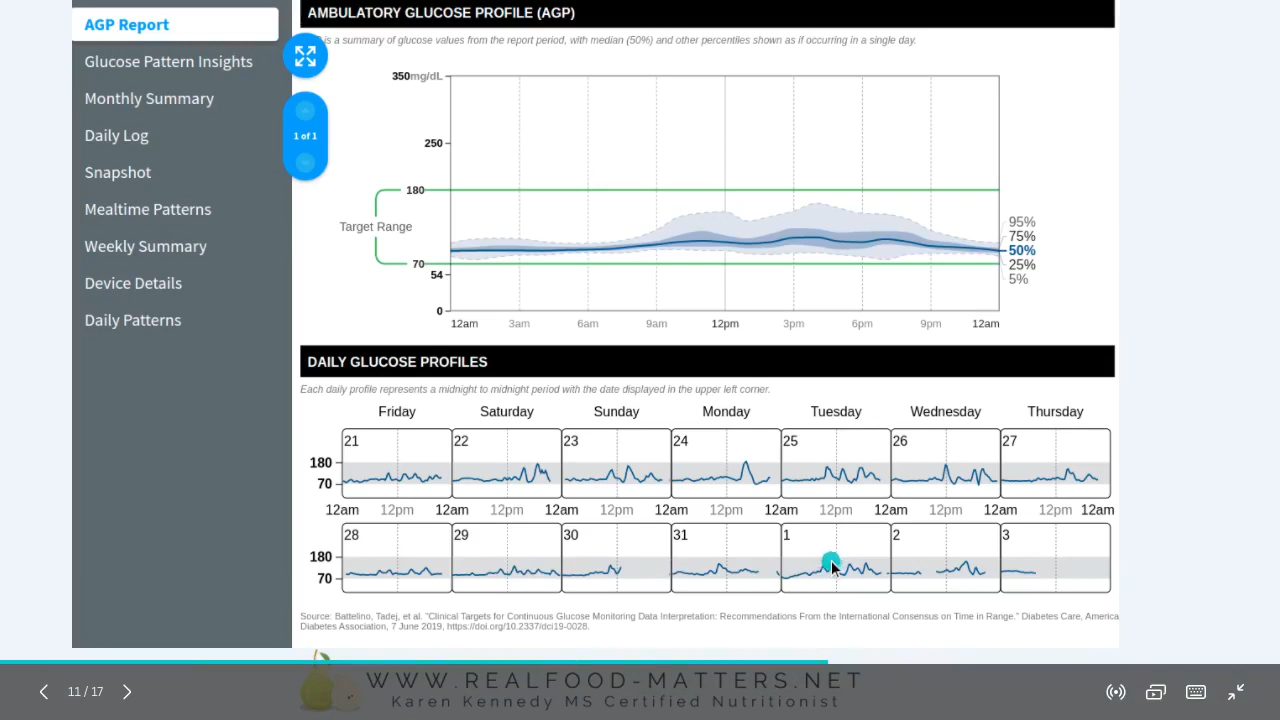 AGP Report
Glucose Pattern Insights
Monthly Summary
Daily Log
Snapshot
Mealtime Patterns
Weekly Summary
Device Details
Daily Patterns
1 of 1
AMBULATORY GLUCOSE PROFILE (AGP)
is a summary of glucose values from the report period, with median (50%) and other percentiles shown as if occurring in a single day.
350mg/dL
250
180
Target Range
70
54
0
95%
75%
50%
25%
5%
12am 3am 6am 9am 12pm 3pm 6pm 9pm 12am
DAILY GLUCOSE PROFILES
Each daily profile represents a midnight to midnight period with the date displayed in the upper left corner.
Friday Saturday Sunday Monday Tuesday Wednesday Thursday
21 22 23 24 25 26 27
180
70
12am 12pm 12am 12pm 12am 12pm 12am 12pm 12am 12pm 12am 12pm 12am 12pm 12am
28 29 30 31 1 2 3
180
70
Source: Battelino, Tadej, et al. "Clinical Targets for Continuous Glucose Monitoring Data Interpretation: Recommendations From the International Consensus on Time in Range." Diabetes Care, America
Diabetes Association, 7 June 2019, https://doi.org/10.2337/dci19-0028.
WWW.REALFOOD-MATTERS.NET
Karen Kennedy MS Certified Nutritionist
11 / 17